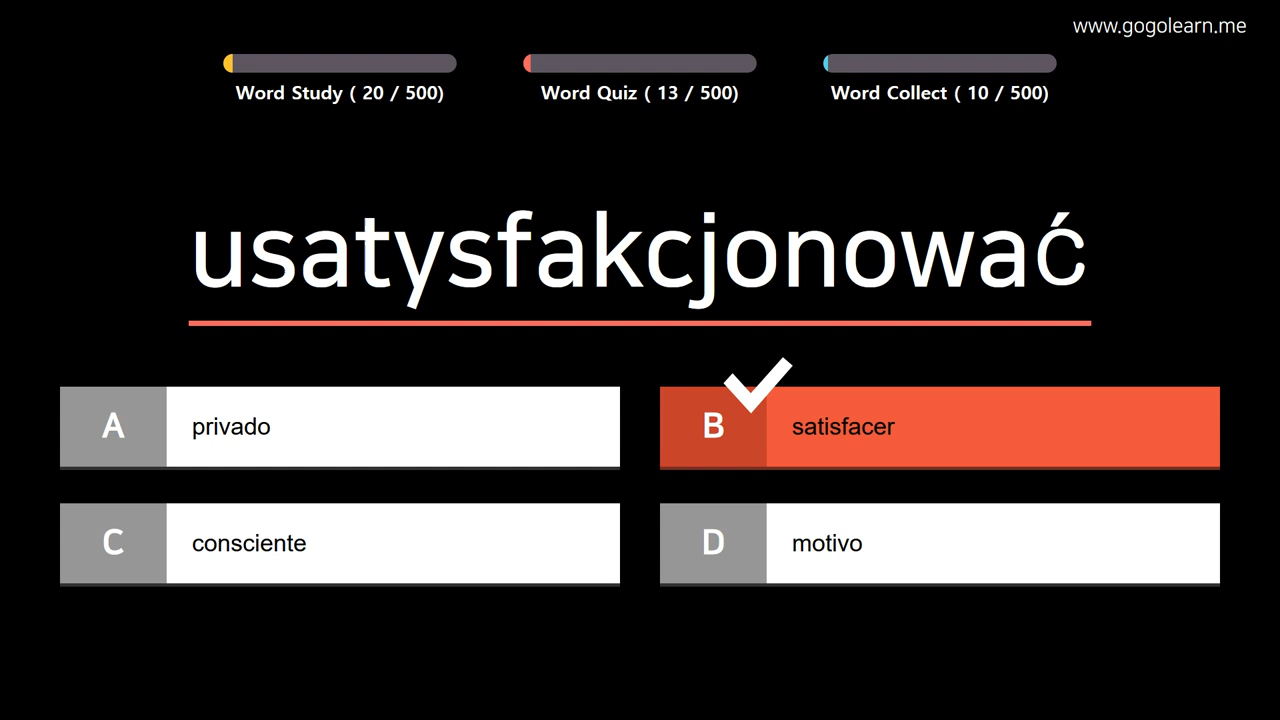 www.gogolearn.me
Word Study ( 20 / 500)
Word Quiz ( 13 / 500)
Word Collect ( 10 / 500)
usatysfakcjonować
A privado
B satisfacer
C consciente
D motivo